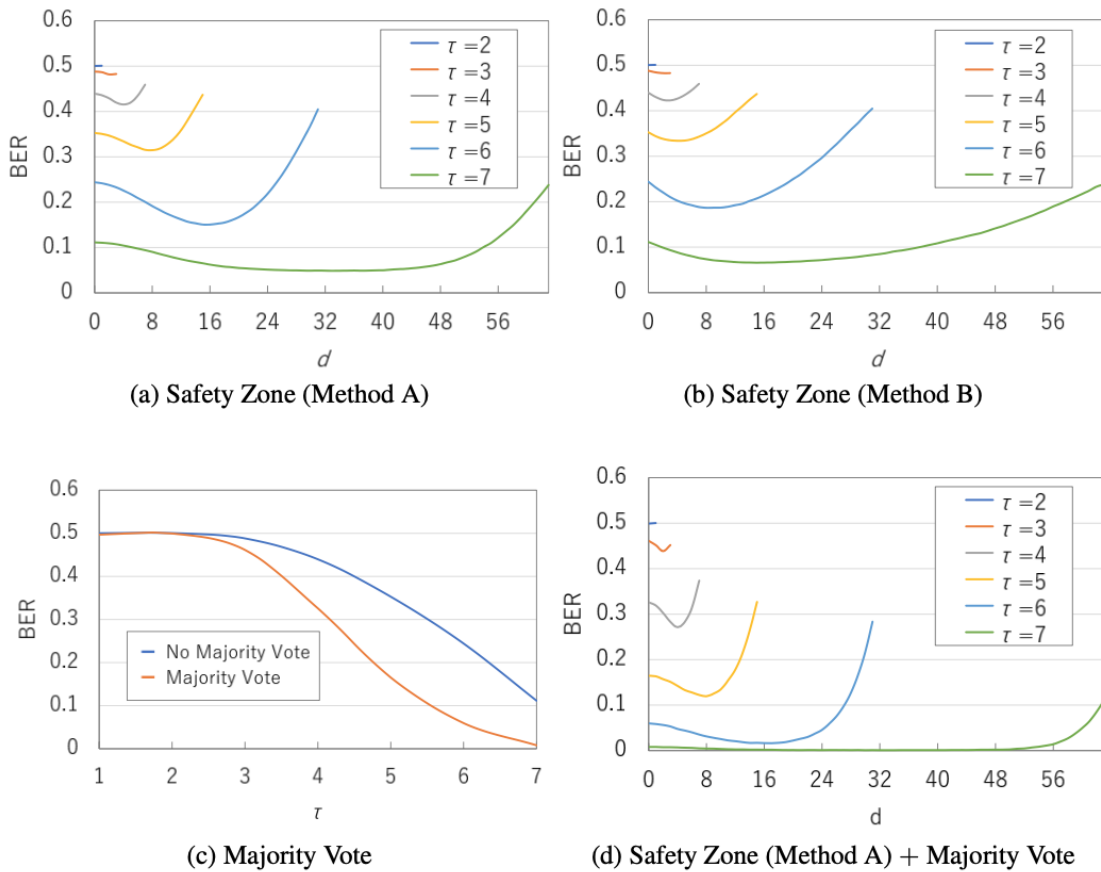 0.6
0.5
0.4
0.3
0.2
0.1
0
BER
τ =2
τ =3
τ =4
τ =5
τ =6
τ =7
0 8 16 24 32 40 48 56
d
(a) Safety Zone (Method A)
0.6
0.5
0.4
0.3
0.2
0.1
0
BER
τ =2
τ =3
τ =4
τ =5
τ =6
τ =7
0 8 16 24 32 40 48 56
d
(b) Safety Zone (Method B)
0.6
0.5
0.4
0.3
0.2
0.1
0
BER
No Majority Vote
Majority Vote
1 2 3 4 5 6 7
τ
(c) Majority Vote
0.6
0.5
0.4
0.3
0.2
0.1
0
BER
τ =2
τ =3
τ =4
τ =5
τ =6
τ =7
0 8 16 24 32 40 48 56
d
(d) Safety Zone (Method A) + Majority Vote